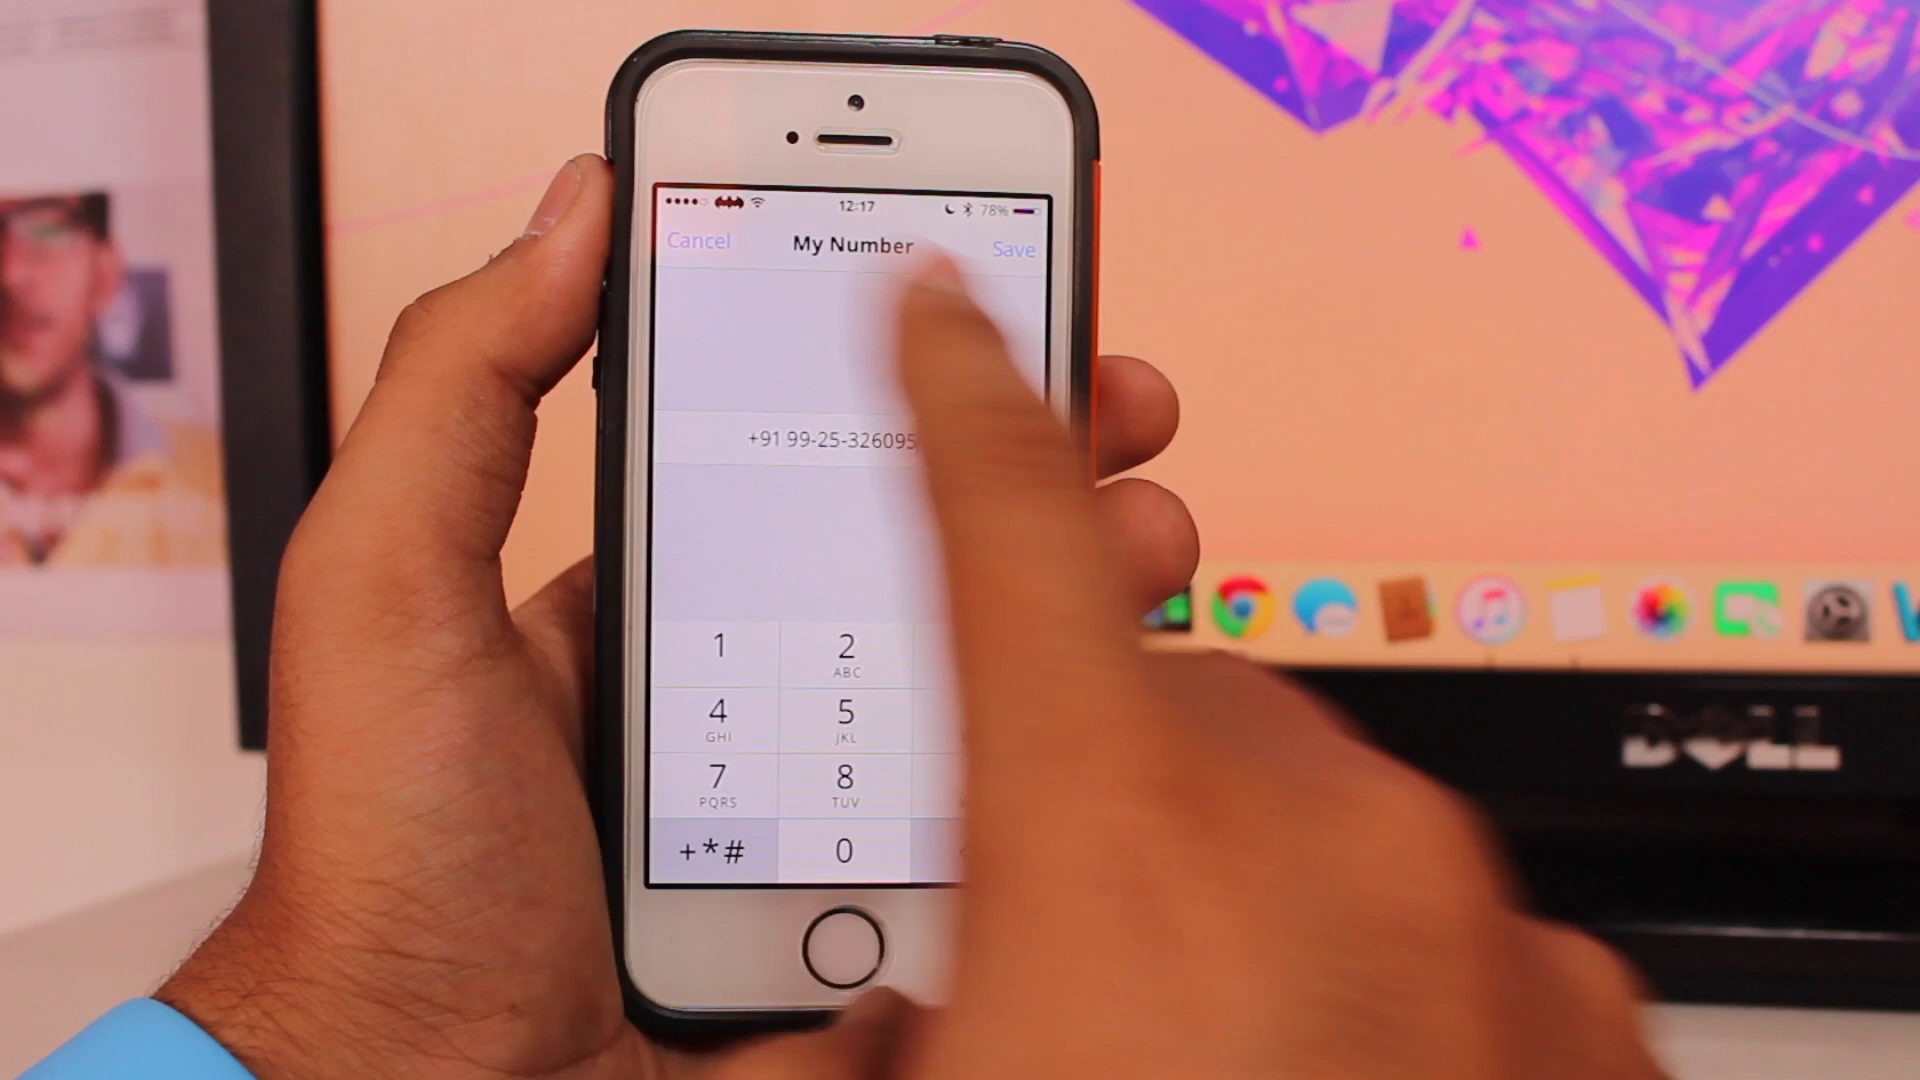 12:17 78%
Cancel My Number Save
+91 99-25-326095
1 2
ABC
4 5
GHI JKL
7 8
PQRS TUV
+*# 0
DELL